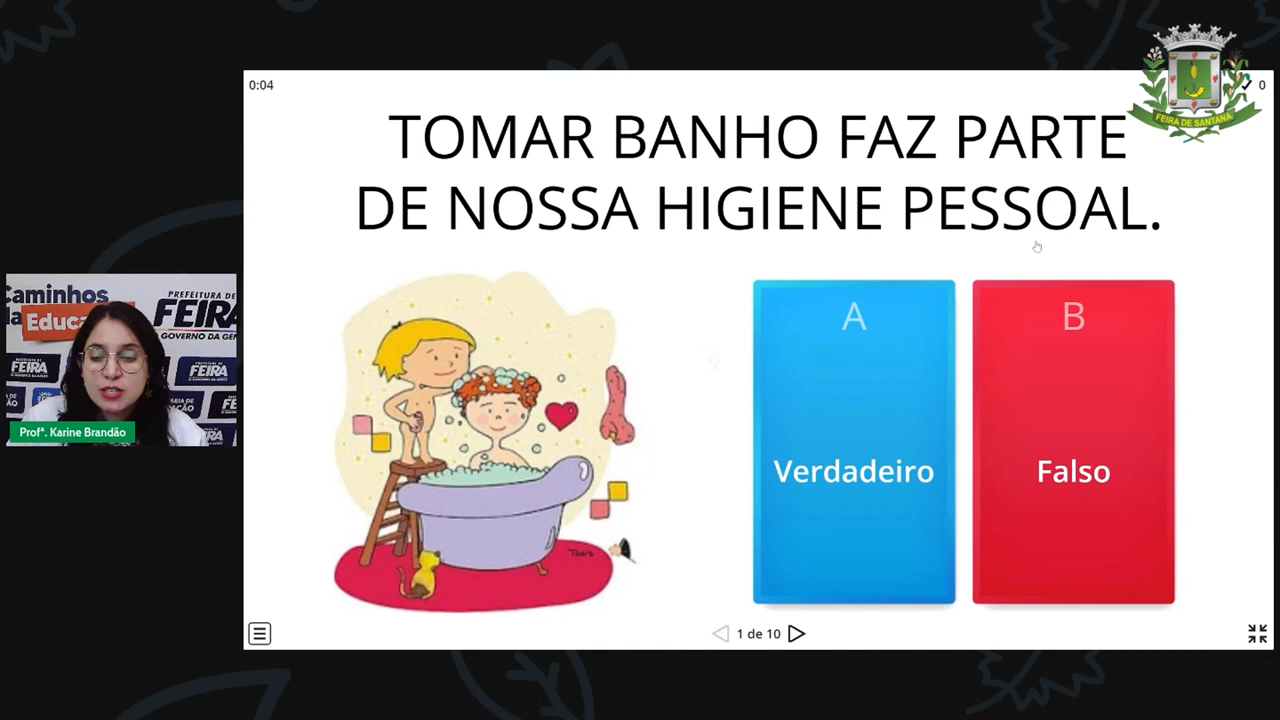 0:04
0
FEIRA DE SANTANA
TOMAR BANHO FAZ PARTE
DE NOSSA HIGIENE PESSOAL.
A
Verdadeiro
B
Falso
Caminhos
Educa
PREFEITURA DE
FEIRA
GOVERNO DA GEN
FEIRA
FEIRA
Profª. Karine Brandão
1 de 10